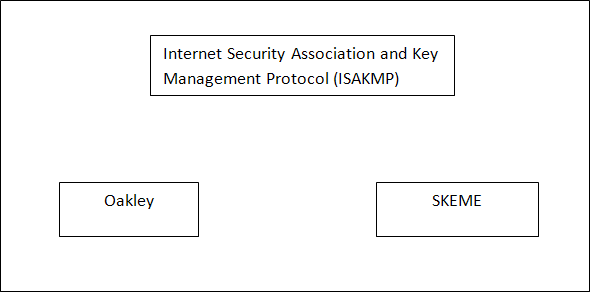 Internet Security Association and Key
Management Protocol (ISAKMP)
Oakley
SKEME